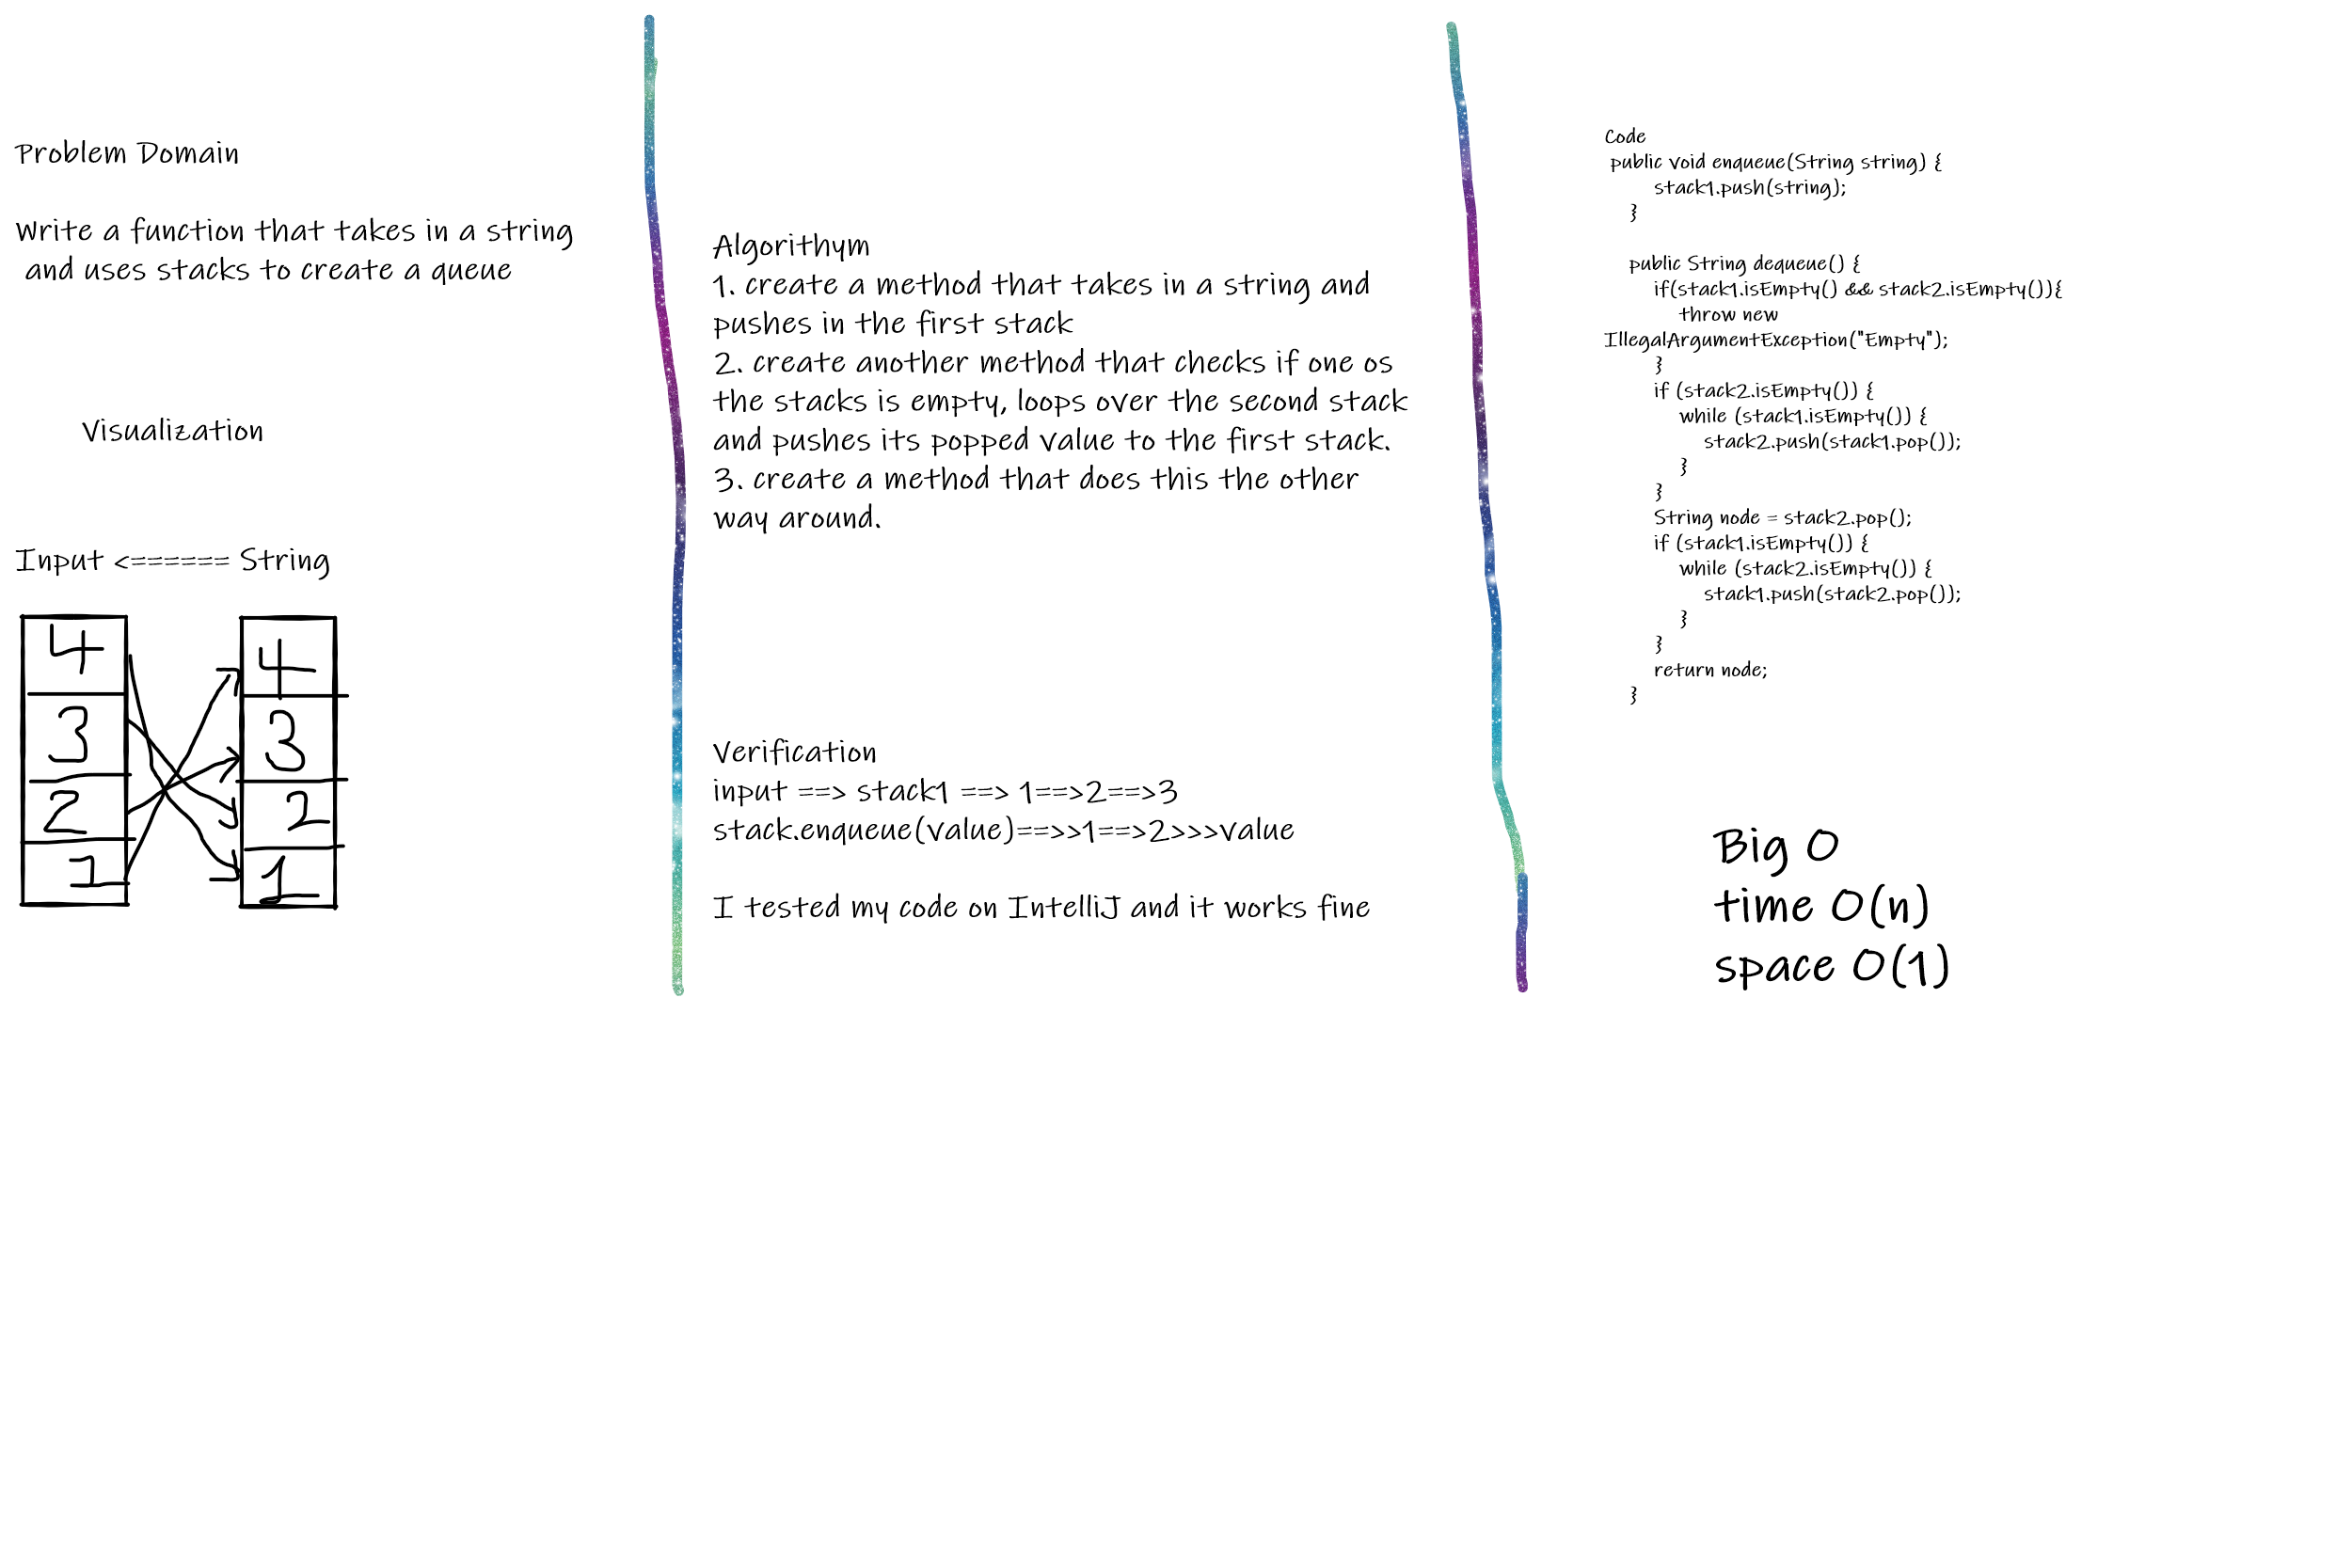 Problem Domain
Write a function that takes in a string
and uses stacks to create a queue
Visualization
Input <====== String
4
3
2
1
4
3
2
1
Algorithym
1. create a method that takes in a string and
pushes in the first stack
2. create another method that checks if one os
the stacks is empty, loops over the second stack
and pushes its popped value to the first stack.
3. create a method that does this the other
way around.
Verification
input ==> stack1 ==> 1==>2==>3
stack.enqueue(value)==>>1==>2>>>value
I tested my code on IntelliJ and it works fine
Code
public void enqueue(String string) {
stack1.push(string);
}
public String dequeue() {
if(stack1.isEmpty() && stack2.isEmpty()){
throw new
IllegalArgumentException("Empty");
}
if (stack2.isEmpty()) {
while (stack1.isEmpty()) {
stack2.push(stack1.pop());
}
}
String node = stack2.pop();
if (stack1.isEmpty()) {
while (stack2.isEmpty()) {
stack1.push(stack2.pop());
}
}
return node;
}
Big O
time O(n)
space O(1)